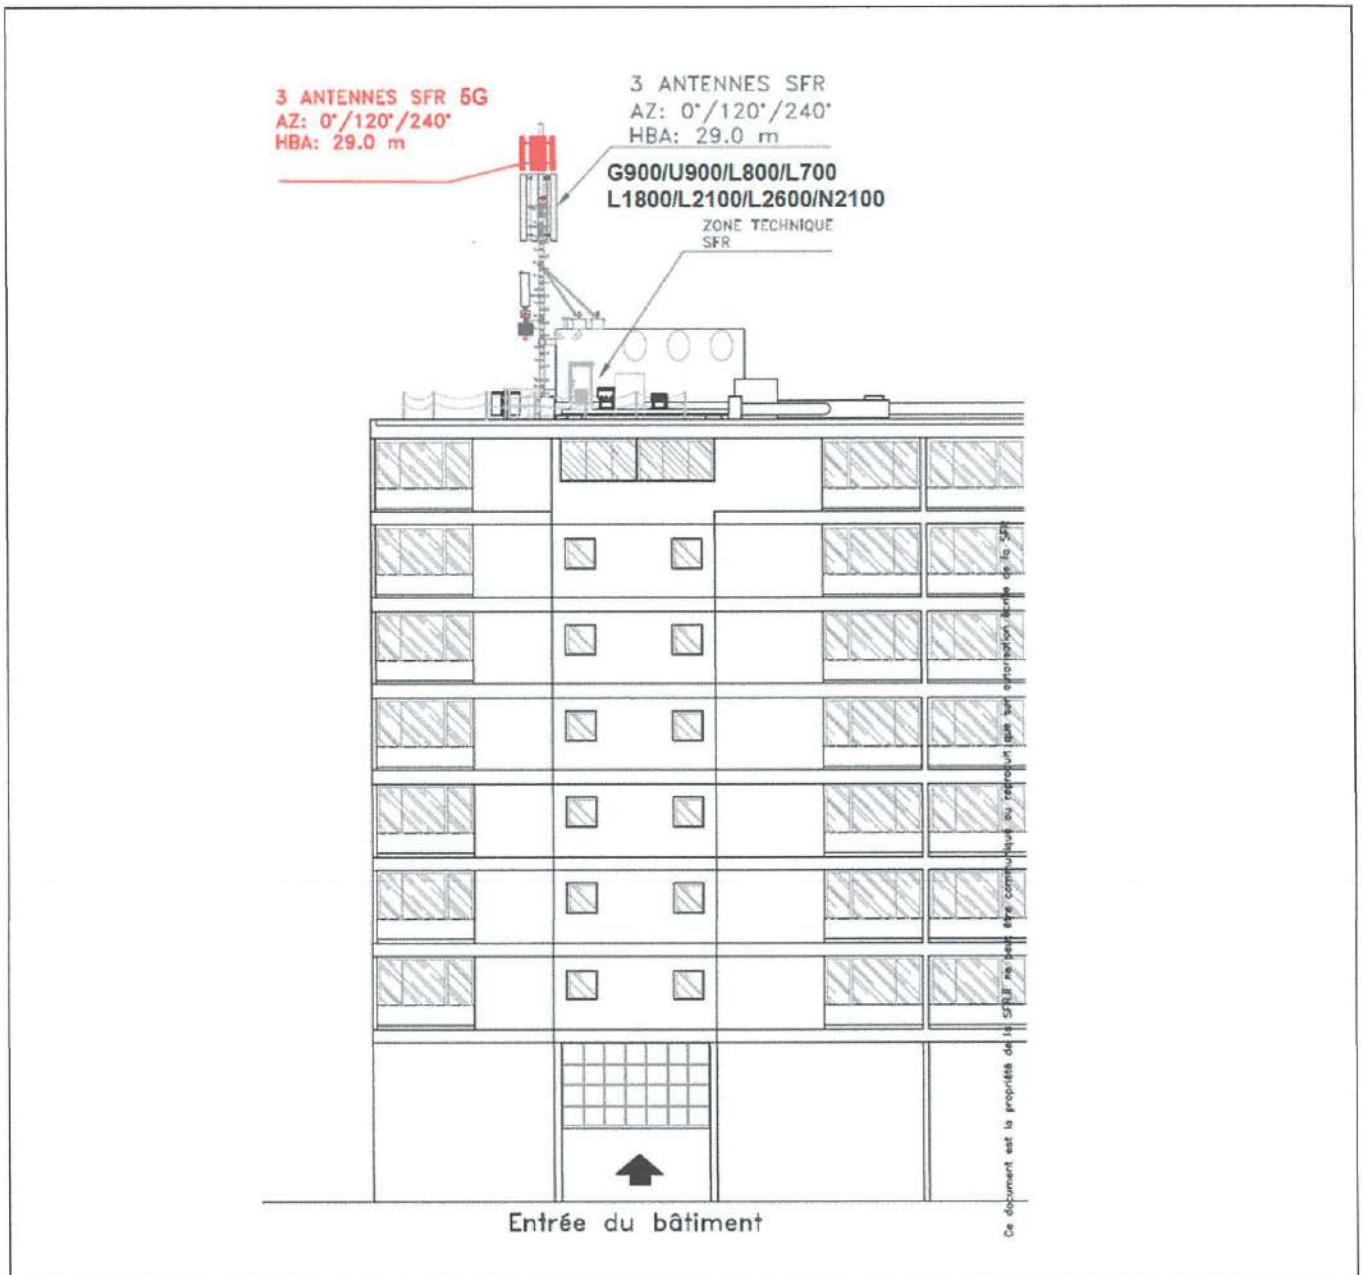 3 ANTENNES SFR 5G
AZ: 0°/120°/240°
HBA: 29.0 m
3 ANTENNES SFR
AZ: 0°/120°/240°
HBA: 29.0 m
G900/U900/L800/L700
L1800/L2100/L2600/N2100
ZONE TECHNIQUE
SFR
Ce document est la propriété de la SFR.Il ne peut être communiqué ou reproduit que sur autorisation écrite de la SFR
Entrée du bâtiment